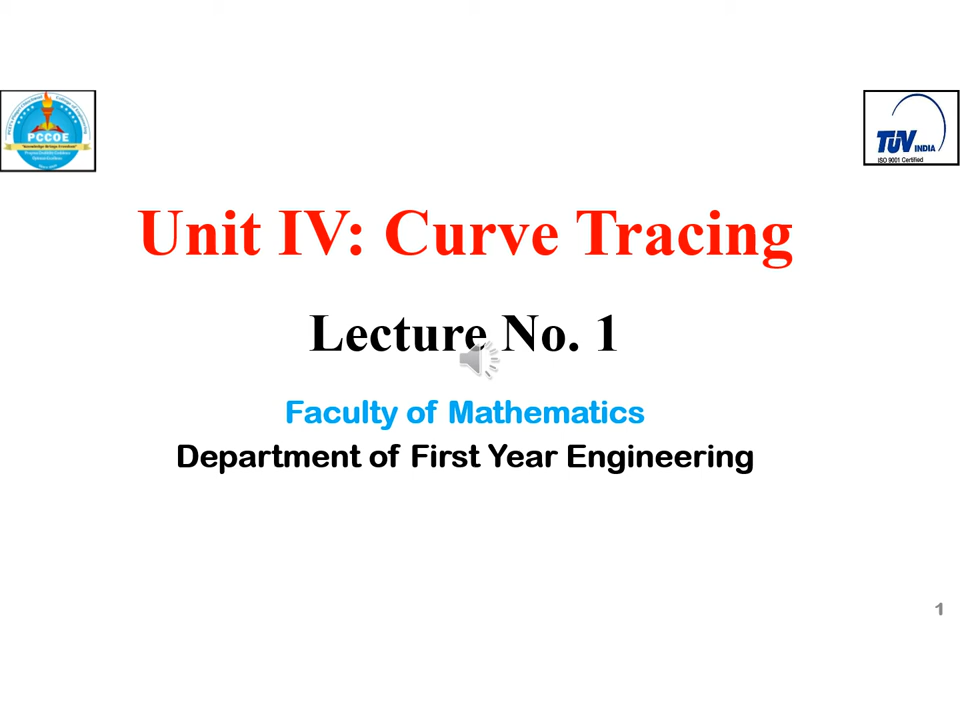 PCCOE
TÜV INDIA
ISO 9001 Certified
Unit IV: Curve Tracing
Lecture No. 1
Faculty of Mathematics
Department of First Year Engineering
1